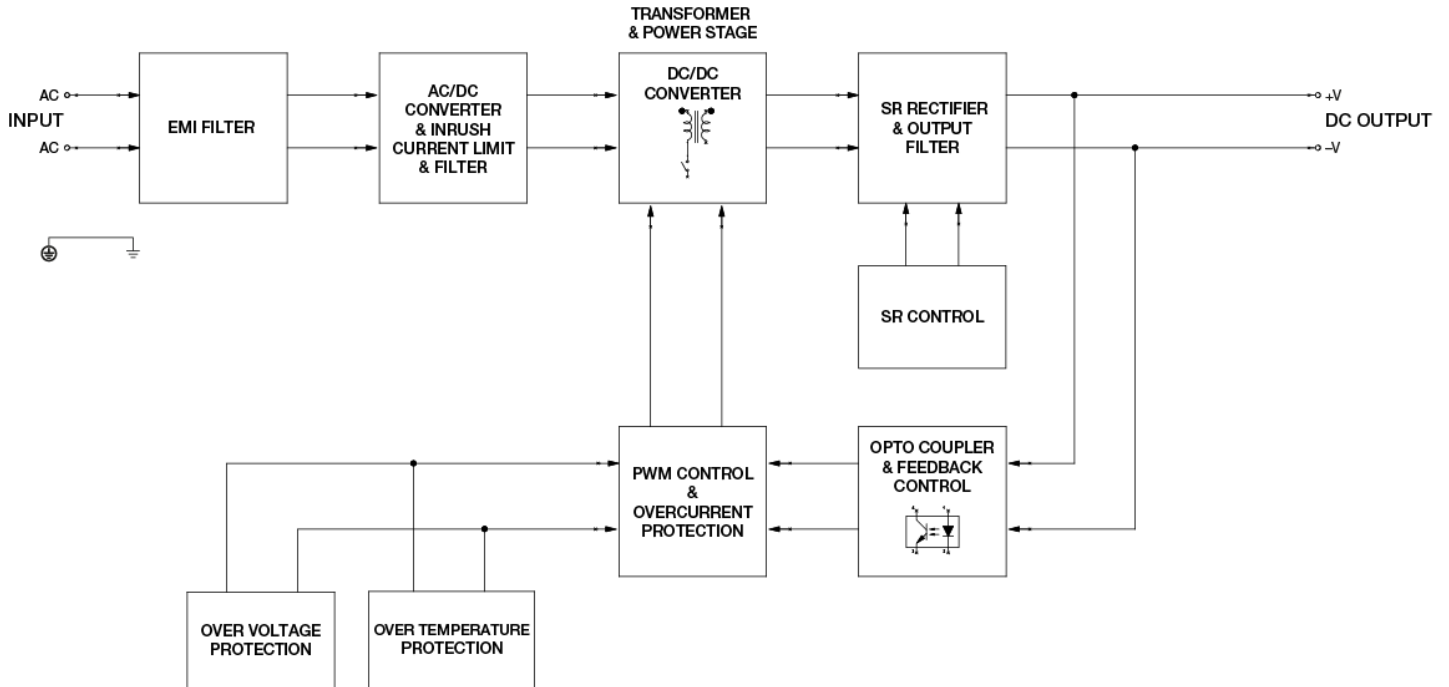 TRANSFORMER
& POWER STAGE
AC
INPUT
AC
EMI FILTER
AC/DC
CONVERTER
& INRUSH
CURRENT LIMIT
& FILTER
DC/DC
CONVERTER
SR RECTIFIER
& OUTPUT
FILTER
+V
DC OUTPUT
–V
SR CONTROL
PWM CONTROL
&
OVERCURRENT
PROTECTION
OPTO COUPLER
& FEEDBACK
CONTROL
OVER VOLTAGE
PROTECTION
OVER TEMPERATURE
PROTECTION